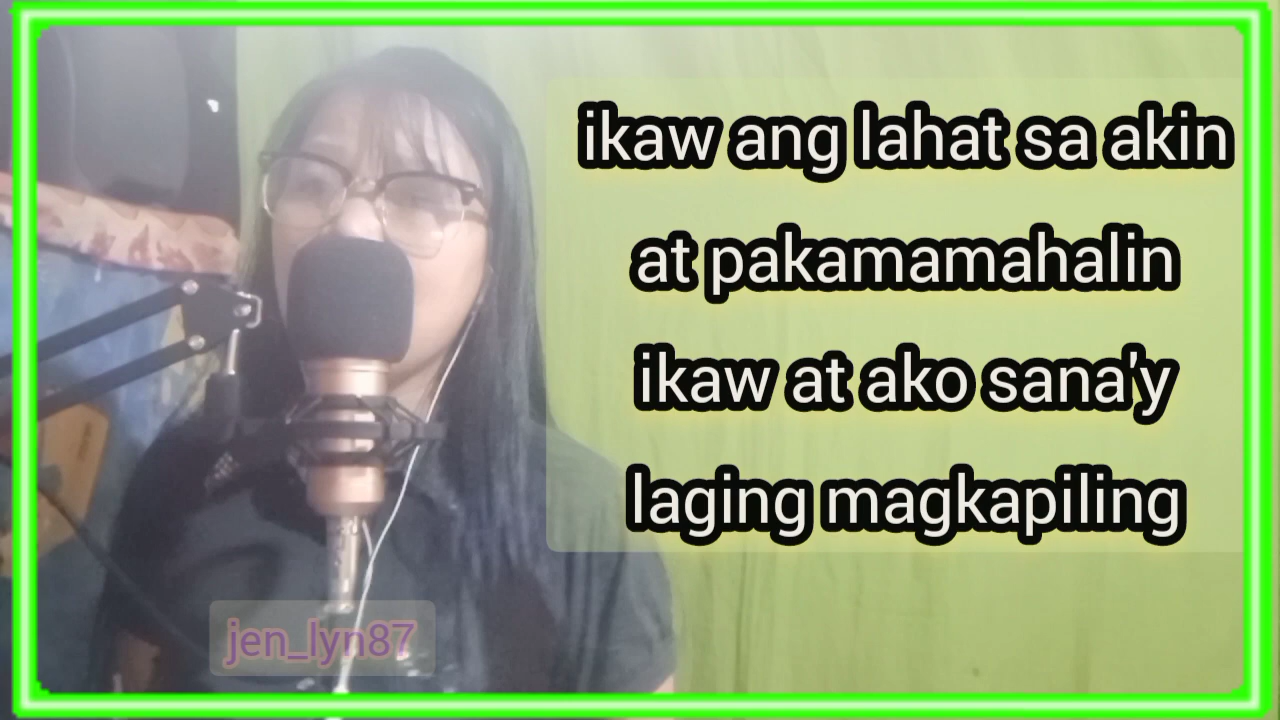 ikaw ang lahat sa akin
at pakamamahalin
ikaw at ako sana'y
laging magkapiling
jen_lyn87